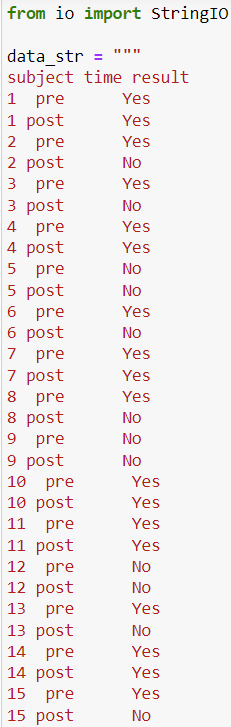 from io import StringIO
data_str = """
subject time result
1  pre      Yes
1 post      Yes
2  pre      Yes
2 post      No
3  pre      Yes
3 post      No
4  pre      Yes
4 post      Yes
5  pre      No
5 post      No
6  pre      Yes
6 post      No
7  pre      Yes
7 post      Yes
8  pre      Yes
8 post      No
9  pre      No
9 post      No
10  pre      Yes
10 post      Yes
11  pre      Yes
11 post      Yes
12  pre      No
12 post      No
13  pre      Yes
13 post      No
14  pre      Yes
14 post      Yes
15  pre      Yes
15 post      No